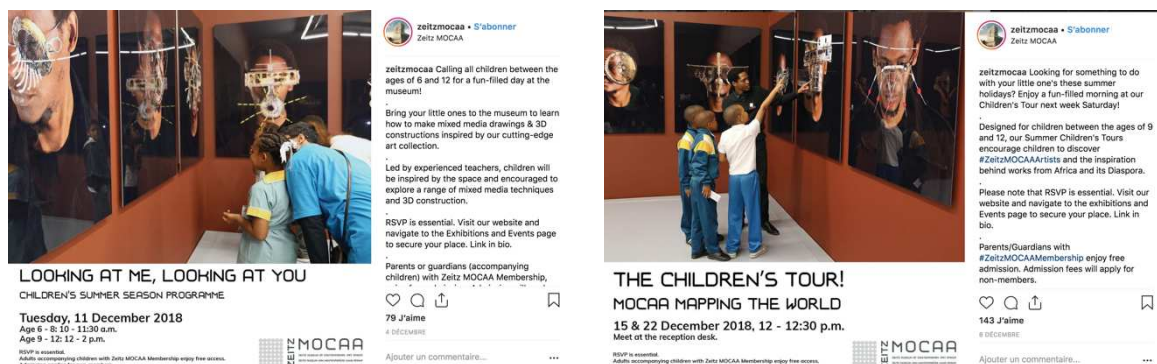 zeitzmocaa • S'abonner
Zeitz MOCAA
zeitzmocaa Calling all children between the
ages of 6 and 12 for a fun-filled day at the
museum!
.
Bring your little ones to the museum to learn
how to make mixed media drawings & 3D
constructions inspired by our cutting-edge
art collection.
.
Led by experienced teachers, children will
be inspired by the space and encouraged to
explore a range of mixed media techniques
and 3D construction.
.
RSVP is essential. Visit our website and
navigate to the Exhibitions and Events page
to secure your place. Link in bio.
.
Parents or guardians (accompanying
children) with Zeitz MOCAA Membership,
79 J'aime
4 DÉCEMBRE
Ajouter un commentaire...
LOOKING AT ME, LOOKING AT YOU
CHILDREN'S SUMMER SEASON PROGRAMME
Tuesday, 11 December 2018
Age 6 - 8: 10 - 11:30 a.m.
Age 9 - 12: 12 - 2 p.m.
RSVP is essential.
Adults accompanying children with Zeitz MOCAA Membership enjoy free access.
ZEITZ MOCAA
zeitzmocaa • S'abonner
Zeitz MOCAA
zeitzmocaa Looking for something to do
with your little one's these summer
holidays? Enjoy a fun-filled morning at our
Children's Tour next week Saturday!
.
Designed for children between the ages of 9
and 12, our Summer Children's Tours
encourage children to discover
#ZeitzMOCAAArtists and the inspiration
behind works from Africa and its Diaspora.
.
Please note that RSVP is essential. Visit our
website and navigate to the exhibitions and
Events page to secure your place. Link in
bio.
.
Parents/Guardians with
#ZeitzMOCAAMembership enjoy free
admission. Admission fees will apply for
non-members.
143 J'aime
8 DÉCEMBRE
Ajouter un commentaire...
THE CHILDREN'S TOUR!
MOCAA MAPPING THE WORLD
15 & 22 December 2018, 12 - 12:30 p.m.
Meet at the reception desk.
RSVP is essential.
Adults accompanying children with Zeitz MOCAA Membership enjoy free access.
ZEITZ MOCAA